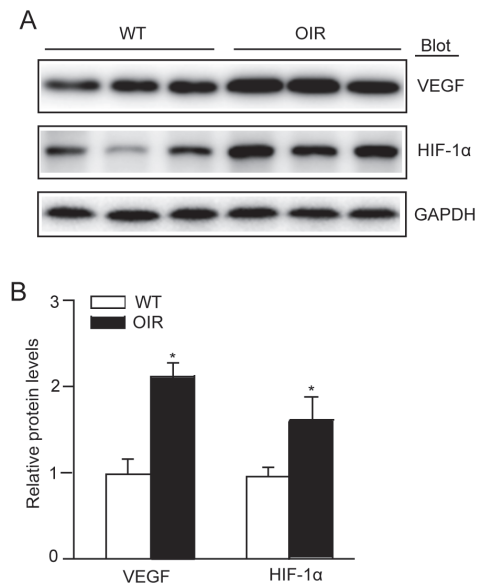 A
WT OIR
Blot
VEGF
HIF-1α
GAPDH
B
3
2
1
0
Relative protein levels
WT
OIR
*
*
VEGF HIF-1α